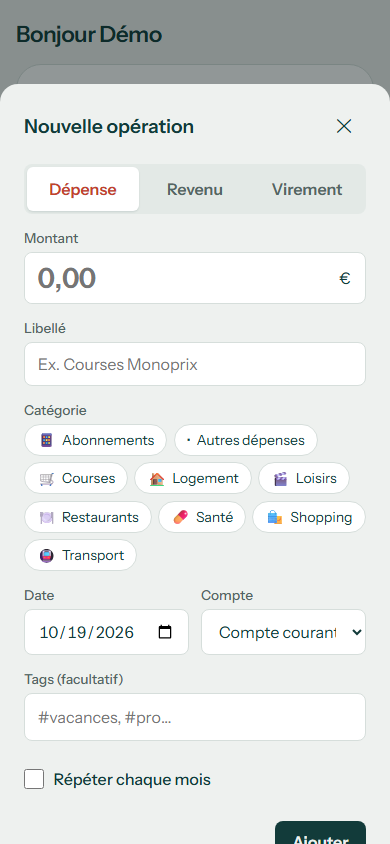 Bonjour Démo
Nouvelle opération
Dépense Revenu Virement
Montant
0,00 €
Libellé
Ex. Courses Monoprix
Catégorie
Abonnements · Autres dépenses
Courses Logement Loisirs
Restaurants Santé Shopping
Transport
Date Compte
10/19/2026 Compte courant
Tags (facultatif)
#vacances, #pro...
Répéter chaque mois
Ajouter